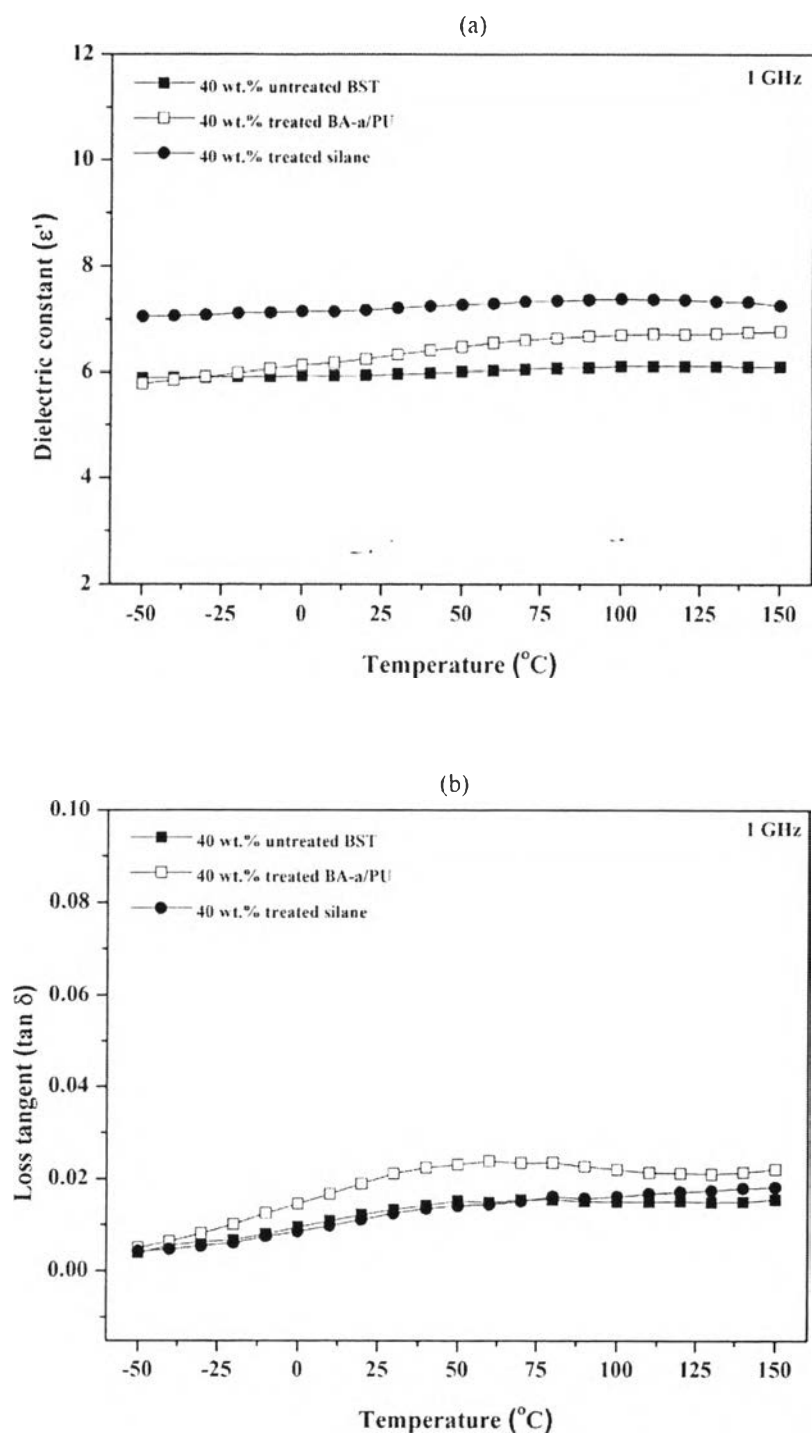 (a)
12
10
8
6
4
2
Dielectric constant (ε')
40 wt.% untreated BST
40 wt.% treated BA-a/PU
40 wt.% treated silane
1 GHz
-50 -25 0 25 50 75 100 125 150
Temperature (°C)
(b)
0.10
0.08
0.06
0.04
0.02
0.00
Loss tangent (tan δ)
40 wt.% untreated BST
40 wt.% treated BA-a/PU
40 wt.% treated silane
1 GHz
-50 -25 0 25 50 75 100 125 150
Temperature (°C)